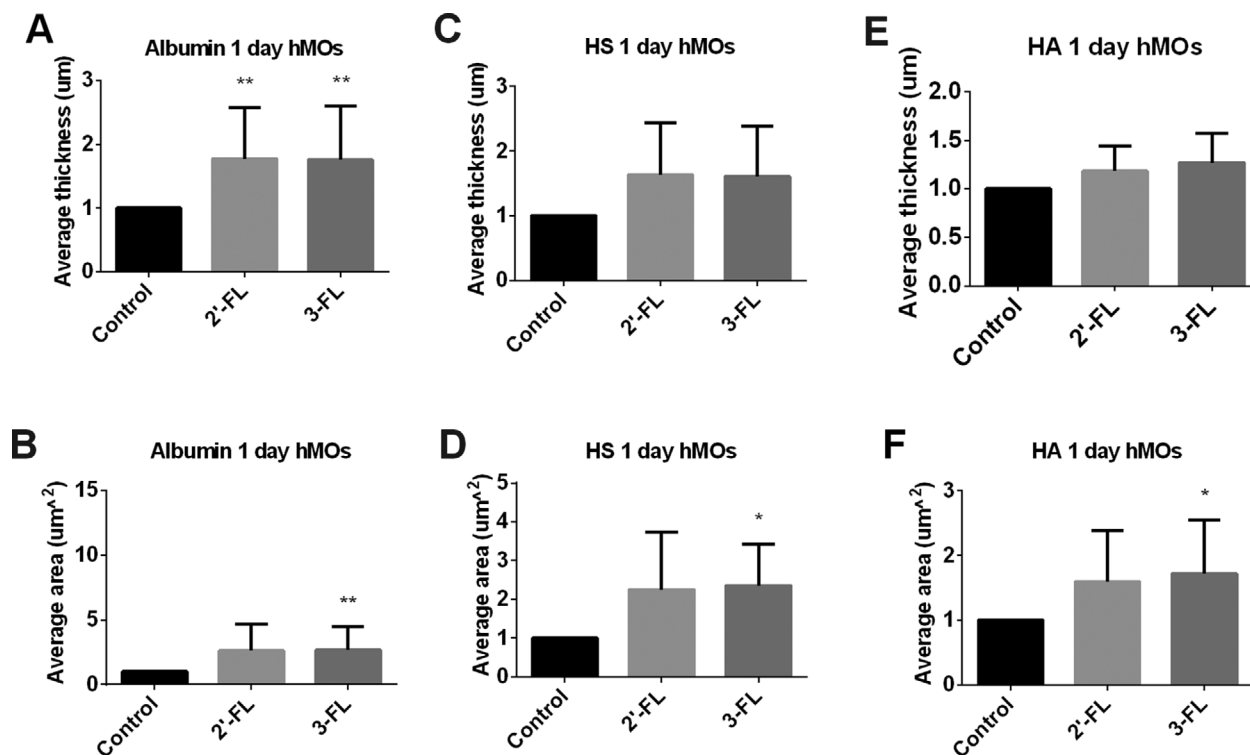 A
Albumin 1 day hMOs
Average thickness (um)
3
2
1
0
**
**
Control
2'-FL
3-FL
C
HS 1 day hMOs
Average thickness (um)
3
2
1
0
Control
2'-FL
3-FL
E
HA 1 day hMOs
Average thickness (um)
2.0
1.5
1.0
0.5
0.0
Control
2'-FL
3-FL
B
Albumin 1 day hMOs
Average area (um^2)
15
10
5
0
**
Control
2'-FL
3-FL
D
HS 1 day hMOs
Average area (um^2)
5
4
3
2
1
0
*
Control
2'-FL
3-FL
F
HA 1 day hMOs
Average area (um^2)
3
2
1
0
*
Control
2'-FL
3-FL